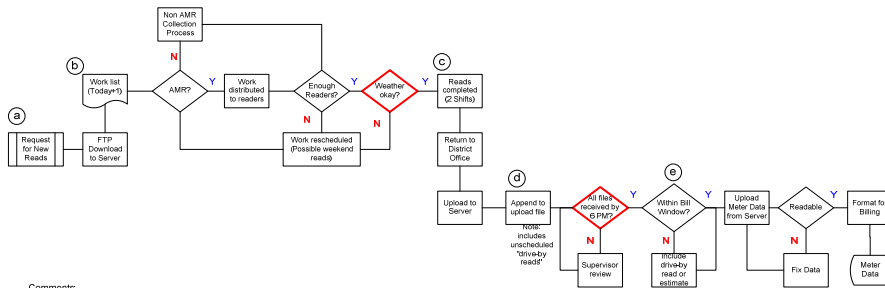 Non AMR
Collection
Process
N
b
c
Work list
(Today+1)
AMR?
Y
Work
distributed
to readers
Enough
Readers?
Y
Weather
okay?
Y
Reads
completed
(2 Shifts)
a
N
N
Request
for New
Reads
FTP
Download
to Server
Work rescheduled
(Possible weekend
reads)
Return to
District
Office
d
e
Upload to
Server
Append to
upload file
All files
received by
6 PM?
Y
Within Bill
Window?
Y
Upload
Meter Data
from Server
Readable
Y
Format for
Billing
Note:
includes
unscheduled
"drive-by
reads"
N
N
N
Supervisor
review
Include drive-by
read or
estimate
Fix Data
Meter
Data
Comments: